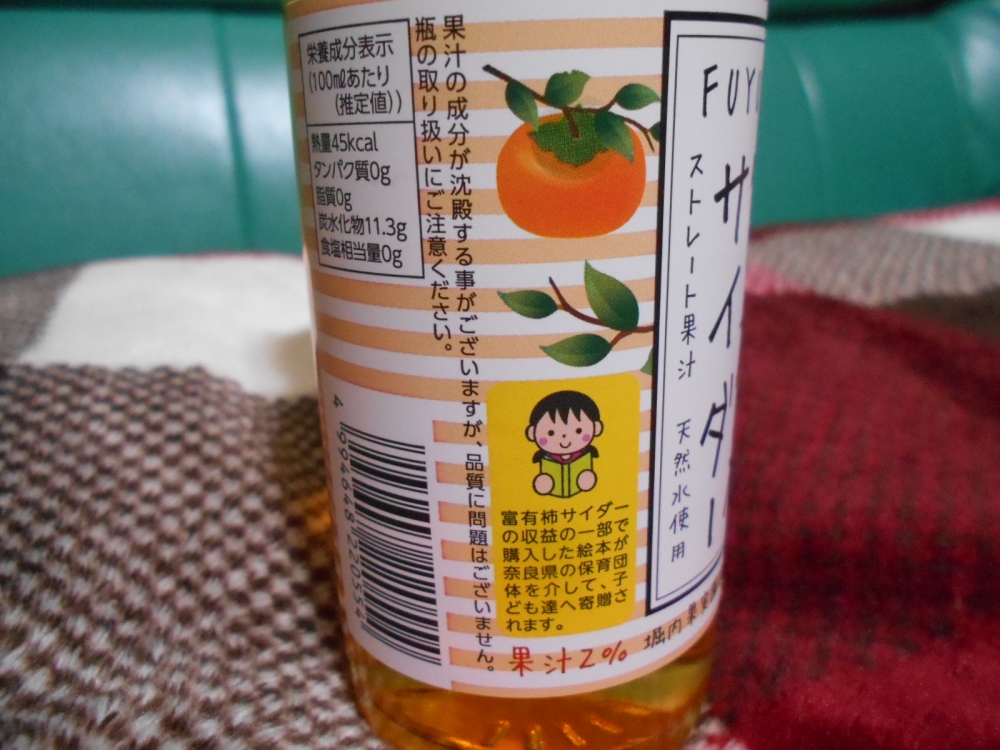 栄養成分表示
(100mlあたり
(推定値))
熱量45kcal
タンパク質0g
脂質0g
炭水化物11.3g
食塩相当量0g
果汁の成分が沈殿する事がございますが、品質に問題はございません。
瓶の取り扱いにご注意ください。
FUYU
サイダー
ストレート果汁 天然水使用
富有柿サイダー
の収益の一部で
購入した絵本が
奈良県の保育団
体を介して、子
ども達へ寄贈さ
れます。
果汁2%
堀内果実